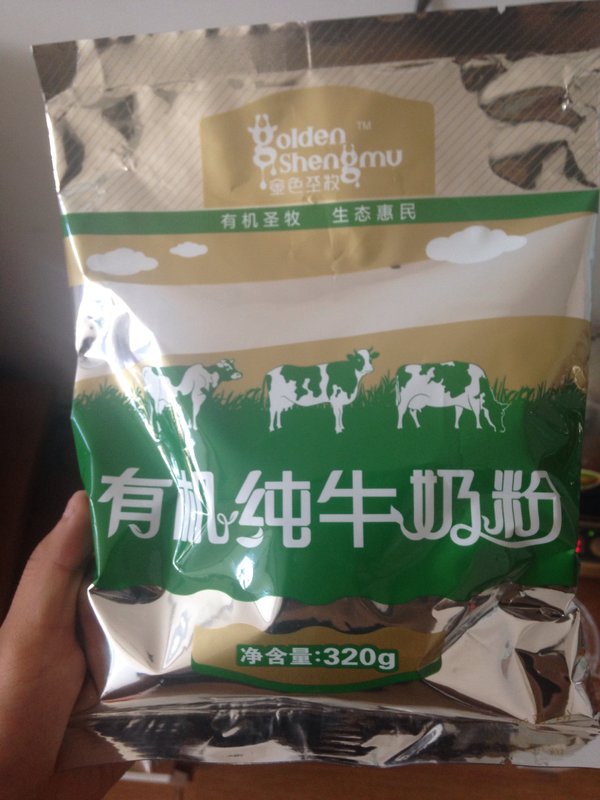 Golden TM
Shengmu
金色圣牧
有机圣牧 生态惠民
有机纯牛奶粉
净含量:320g